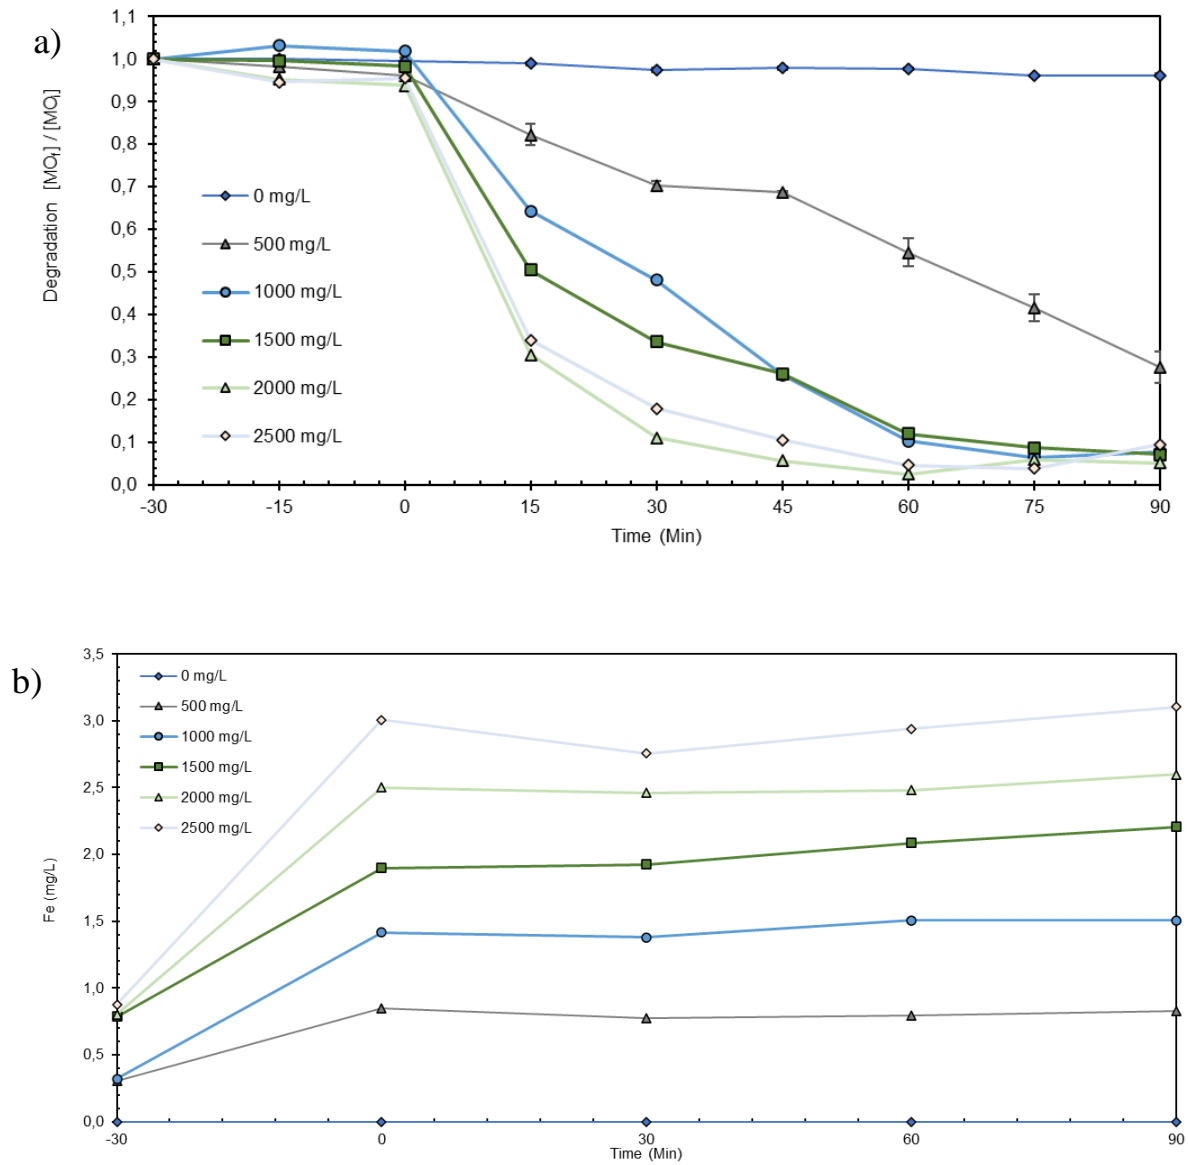 a)
1,1
1,0
0,9
0,8
0,7
0,6
0,5
0,4
0,3
0,2
0,1
0,0
Degradation [MOf] / [MOi]
0 mg/L
500 mg/L
1000 mg/L
1500 mg/L
2000 mg/L
2500 mg/L
-30 -15 0 15 30 45 60 75 90
Time (Min)
b)
3,5
3,0
2,5
2,0
1,5
1,0
0,5
0,0
Fe (mg/L)
0 mg/L
500 mg/L
1000 mg/L
1500 mg/L
2000 mg/L
2500 mg/L
-30 0 30 60 90
Time (Min)